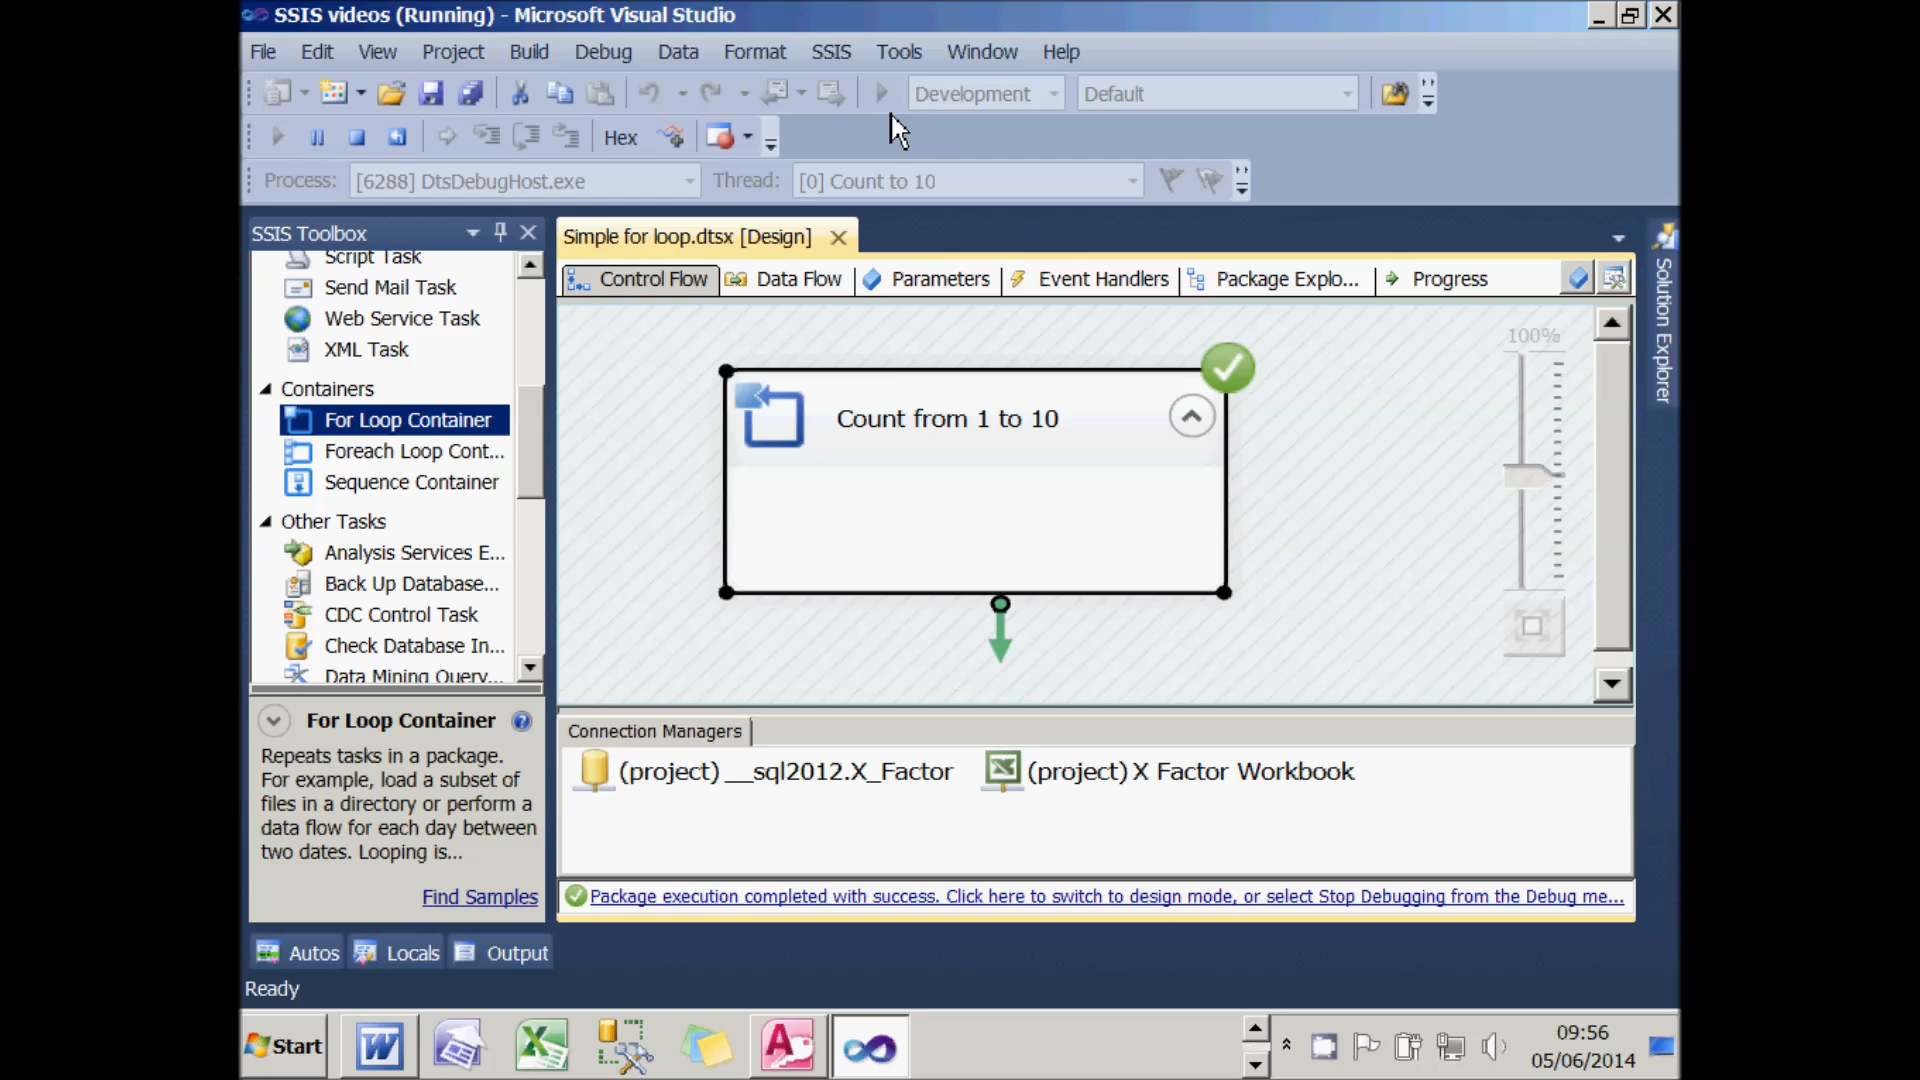 SSIS videos (Running) - Microsoft Visual Studio
File Edit View Project Build Debug Data Format SSIS Tools Window Help
Development Default
Hex
Process: [6288] DtsDebugHost.exe Thread: [0] Count to 10
SSIS Toolbox
Simple for loop.dtsx [Design]
Control Flow Data Flow Parameters Event Handlers Package Explo... Progress
Solution Explorer
Script Task
Send Mail Task
Web Service Task
XML Task
Containers
For Loop Container
Foreach Loop Cont...
Sequence Container
Other Tasks
Analysis Services E...
Back Up Database...
CDC Control Task
Check Database In...
Data Mining Query...
100%
Count from 1 to 10
For Loop Container
Repeats tasks in a package.
For example, load a subset of
files in a directory or perform a
data flow for each day between
two dates. Looping is...
Find Samples
Connection Managers
(project) __sql2012.X_Factor (project) X Factor Workbook
Package execution completed with success. Click here to switch to design mode, or select Stop Debugging from the Debug me...
Autos Locals Output
Ready
Start
09:56
05/06/2014